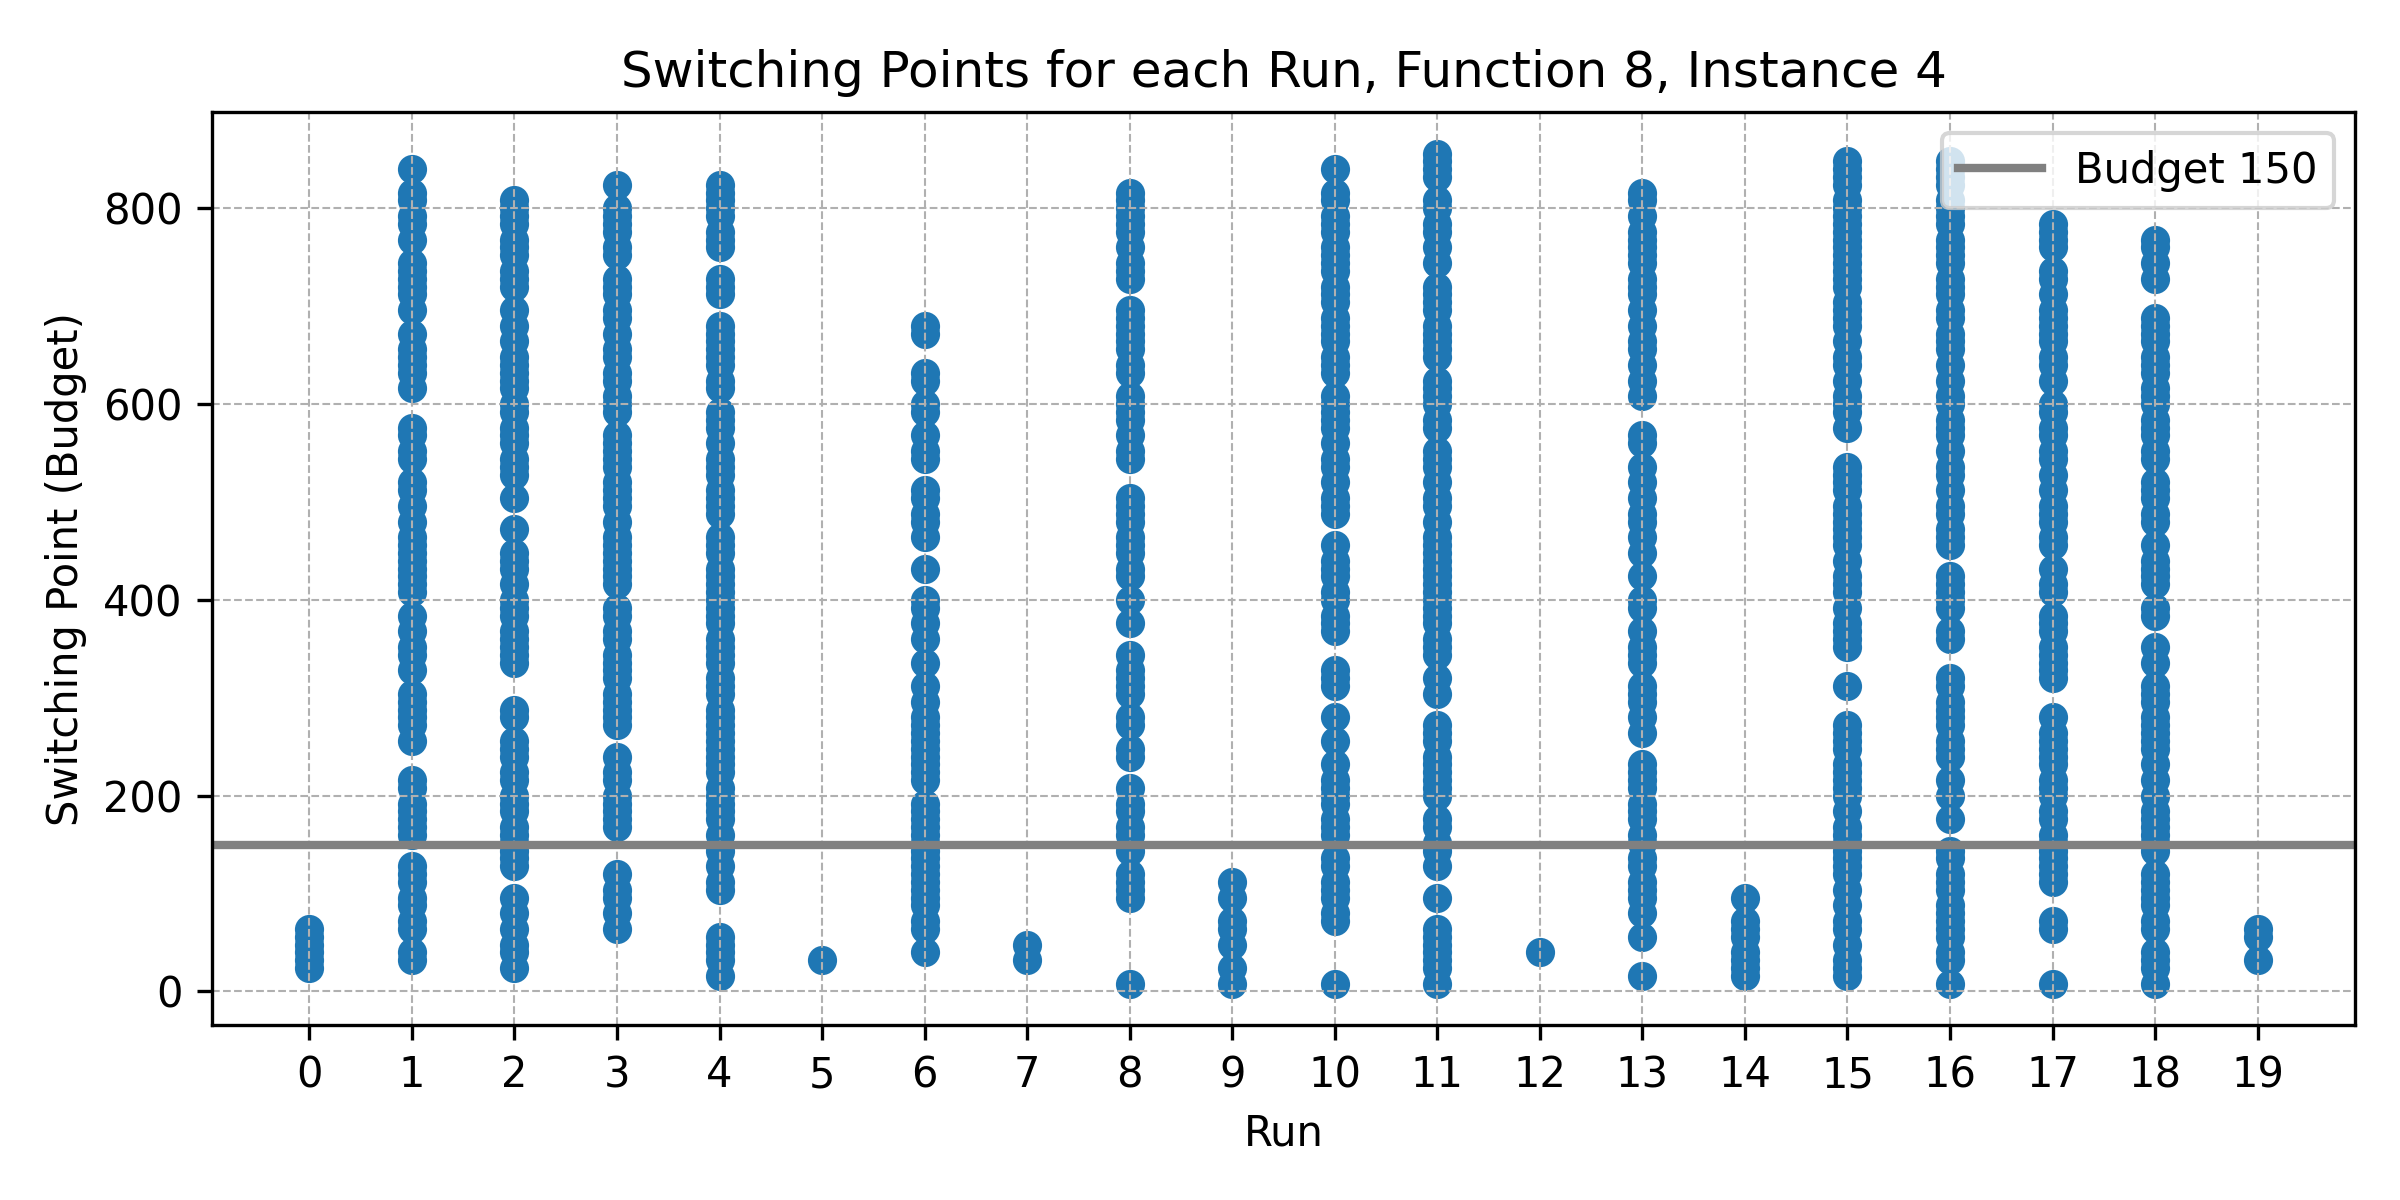 Switching Points for each Run, Function 8, Instance 4
Budget 150
Switching Point (Budget)
800
600
400
200
0
0 1 2 3 4 5 6 7 8 9 10 11 12 13 14 15 16 17 18 19
Run